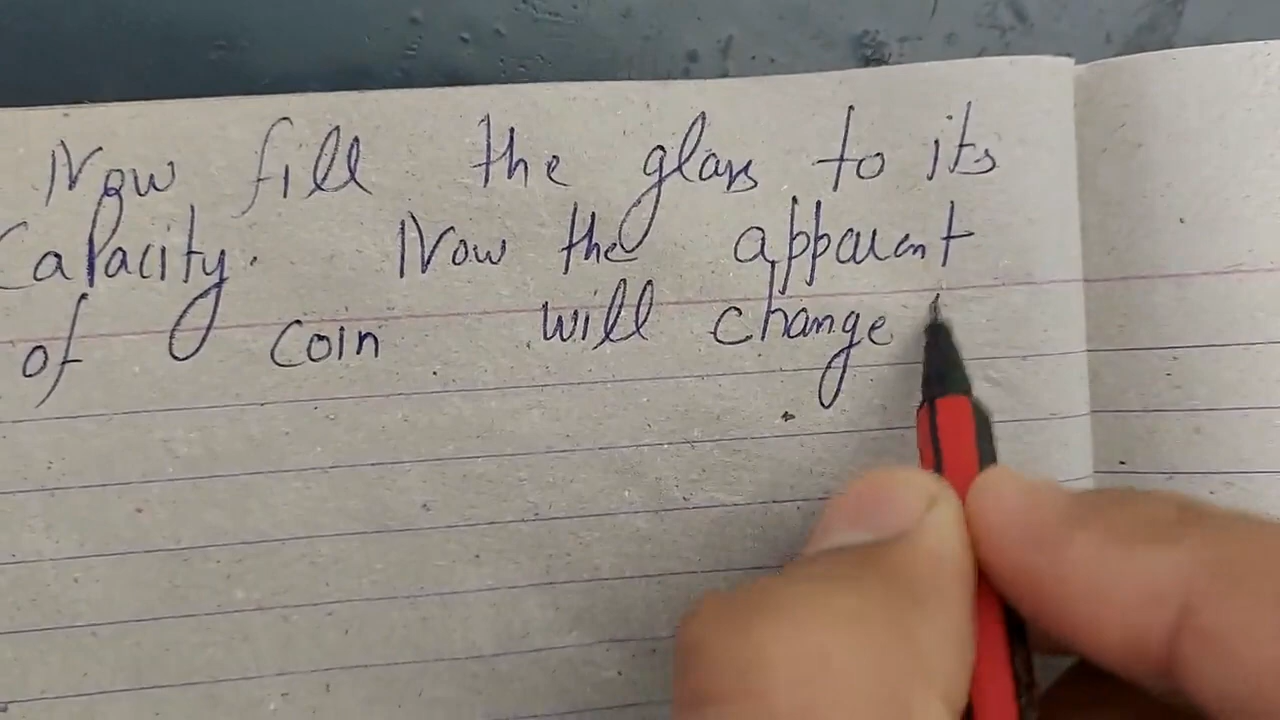 Now fill the glass to its
Capacity. Now the apparent
of coin will change